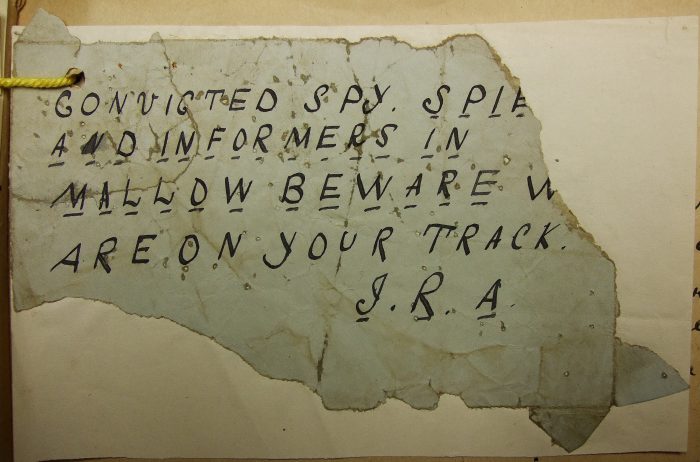 CONVICTED SPY. SPIE
AND INFORMERS IN
MALLOW BEWARE W
ARE ON YOUR TRACK.
I.R.A.